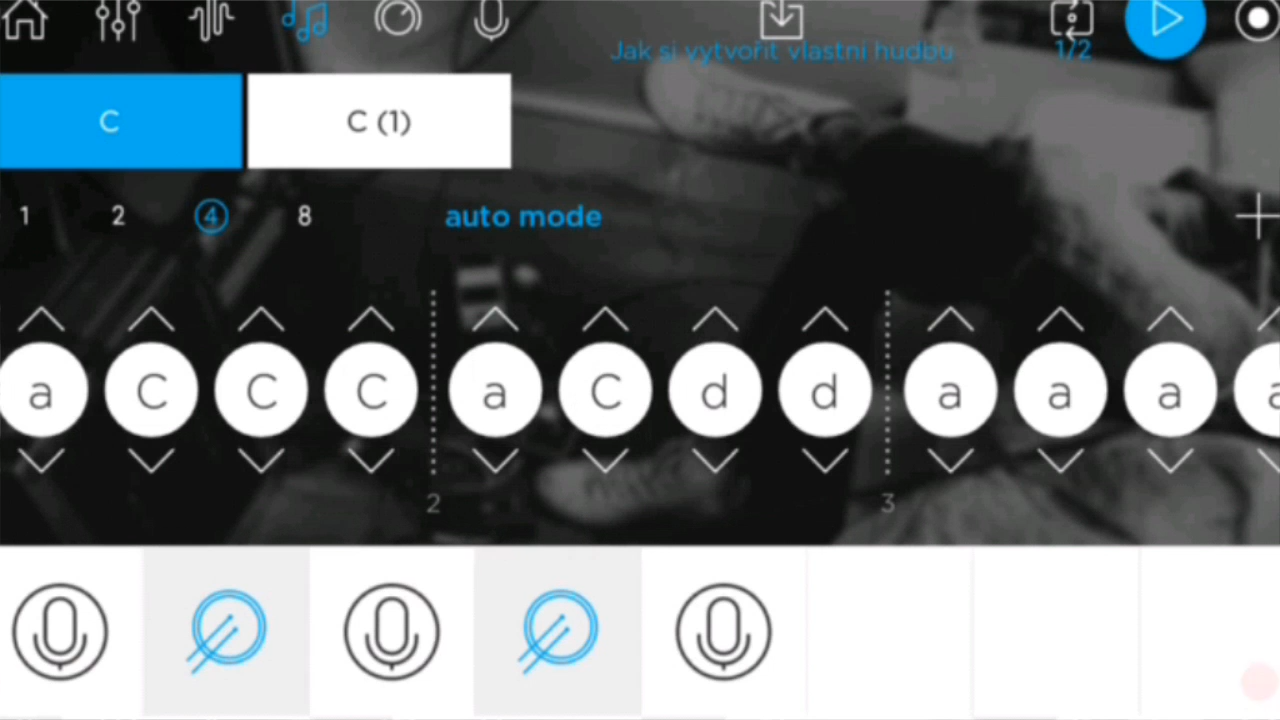 Jak si vytvořit vlastní hudbu
1/2
C C (1)
1 2 4 8 auto mode
a C C C a C d d a a a a
2 3